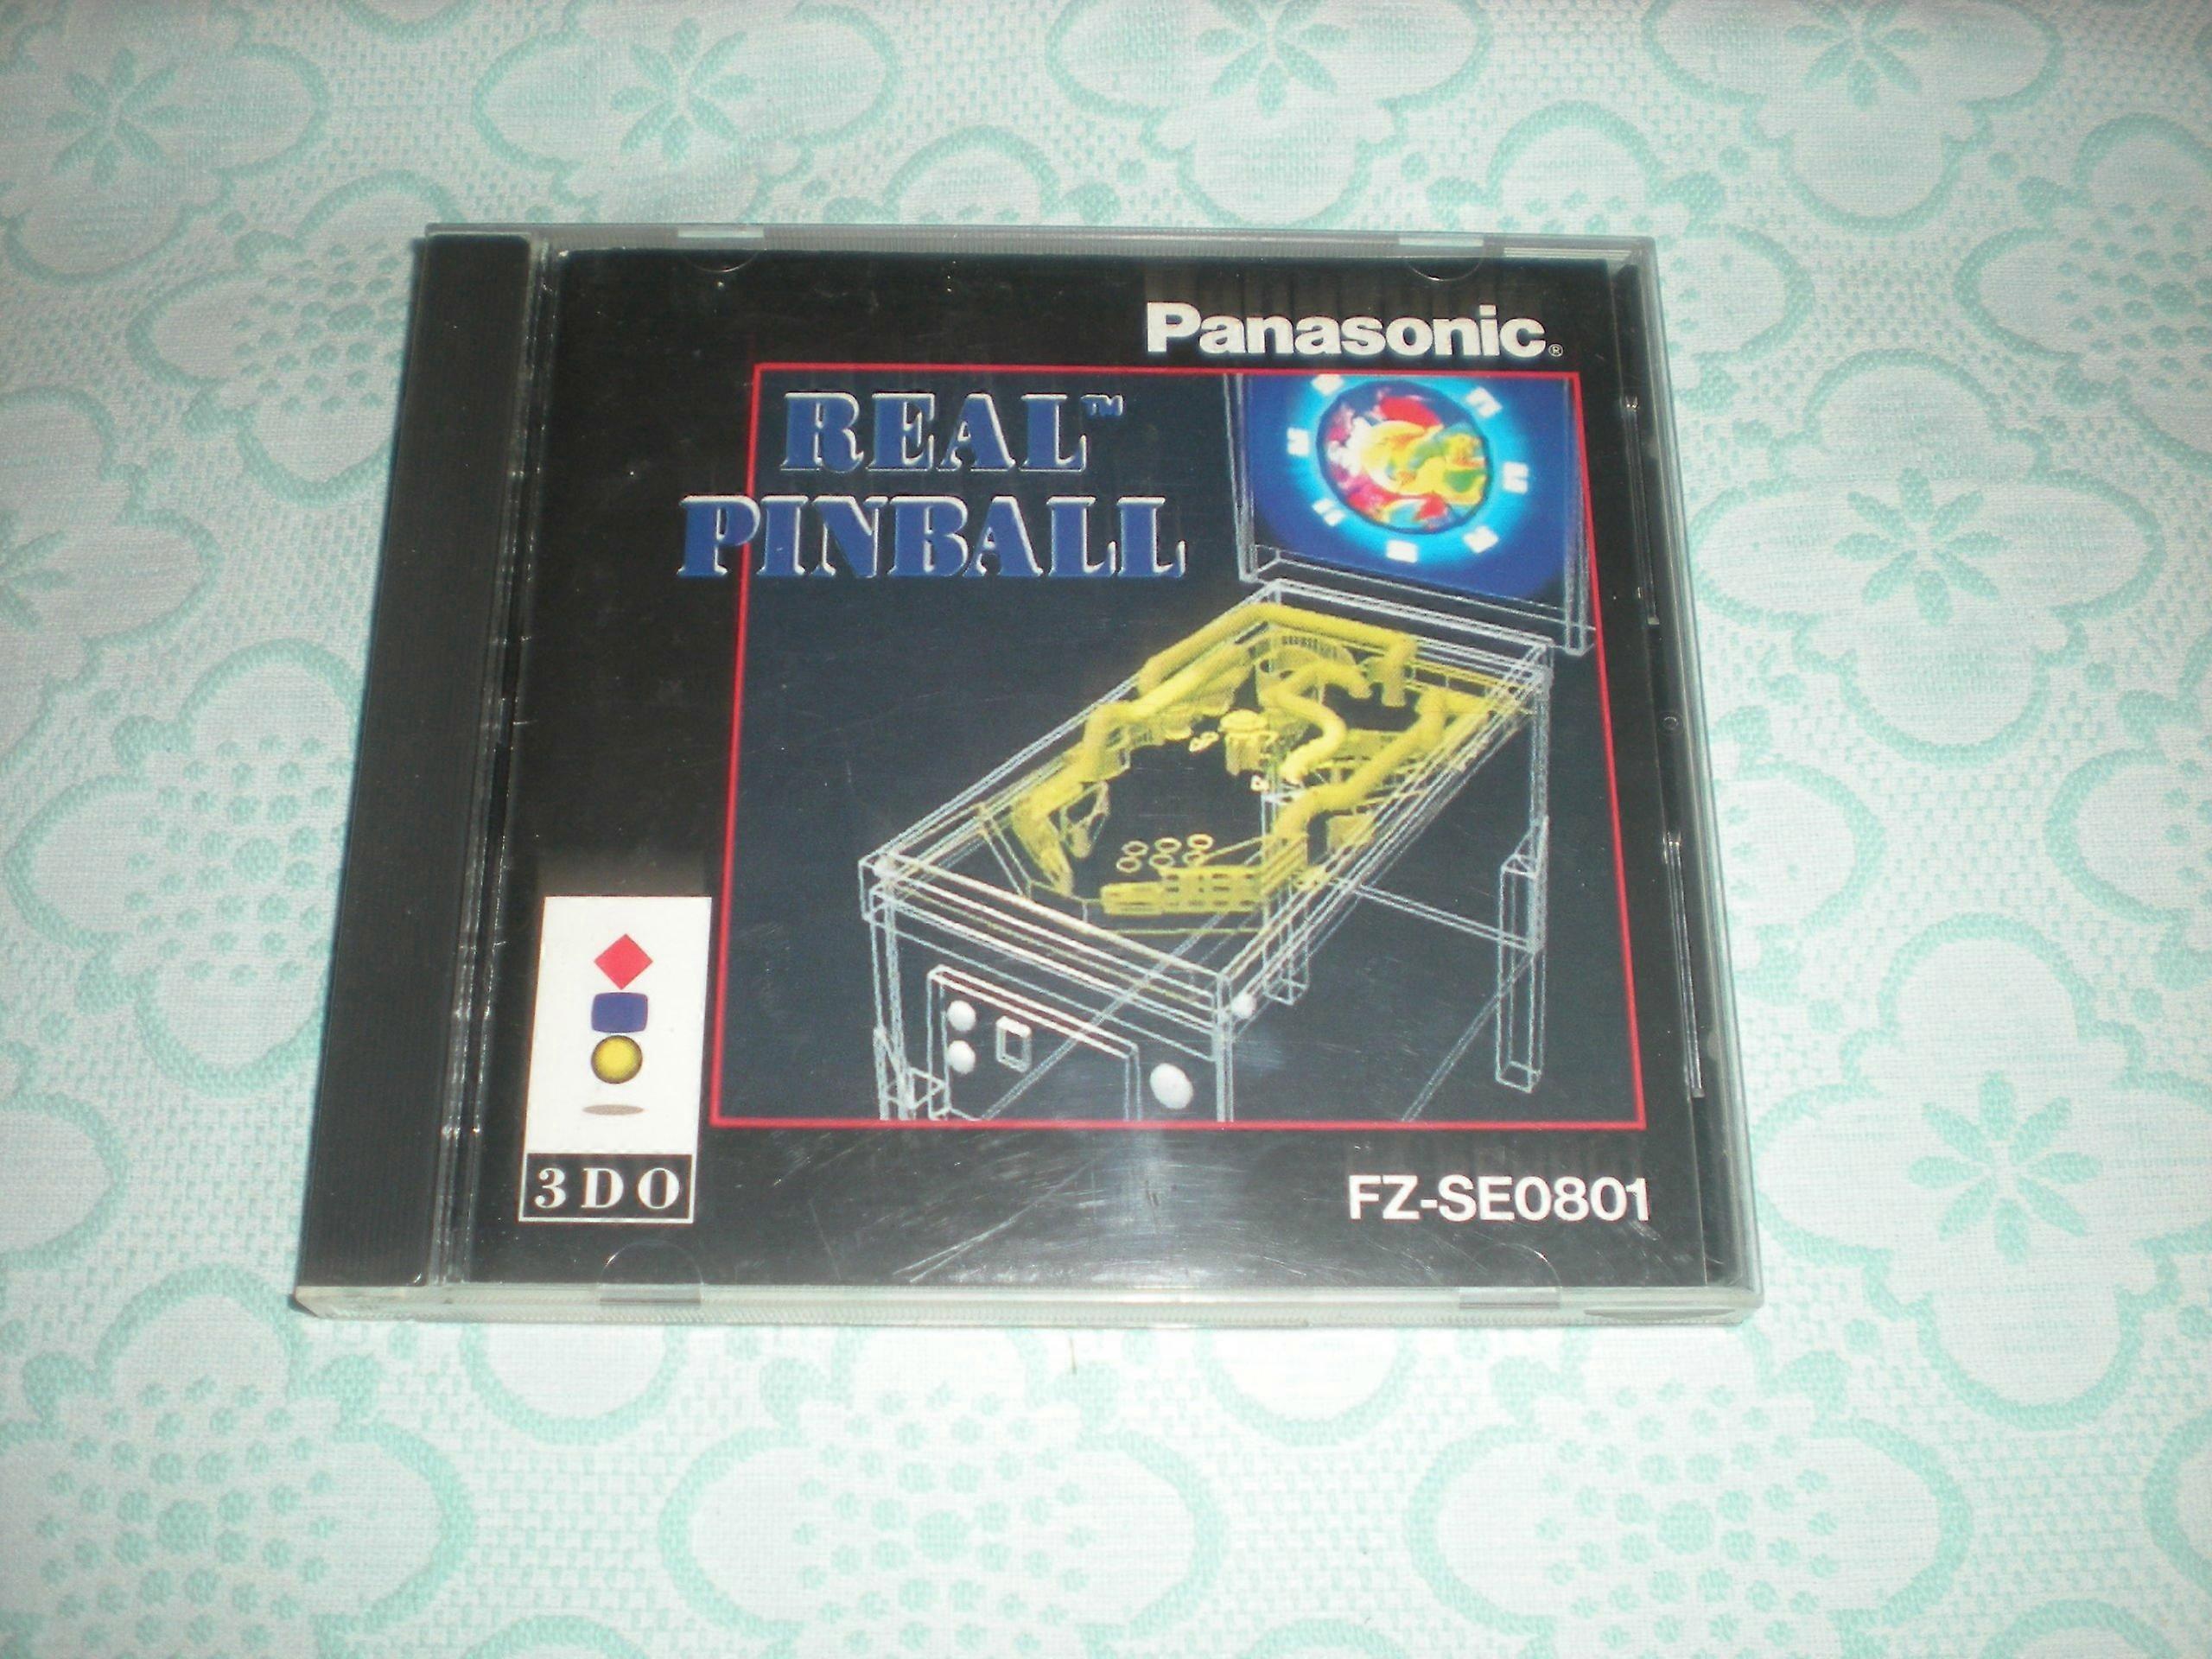 Panasonic®
REAL™
PINBALL
3DO
FZ-SE0801